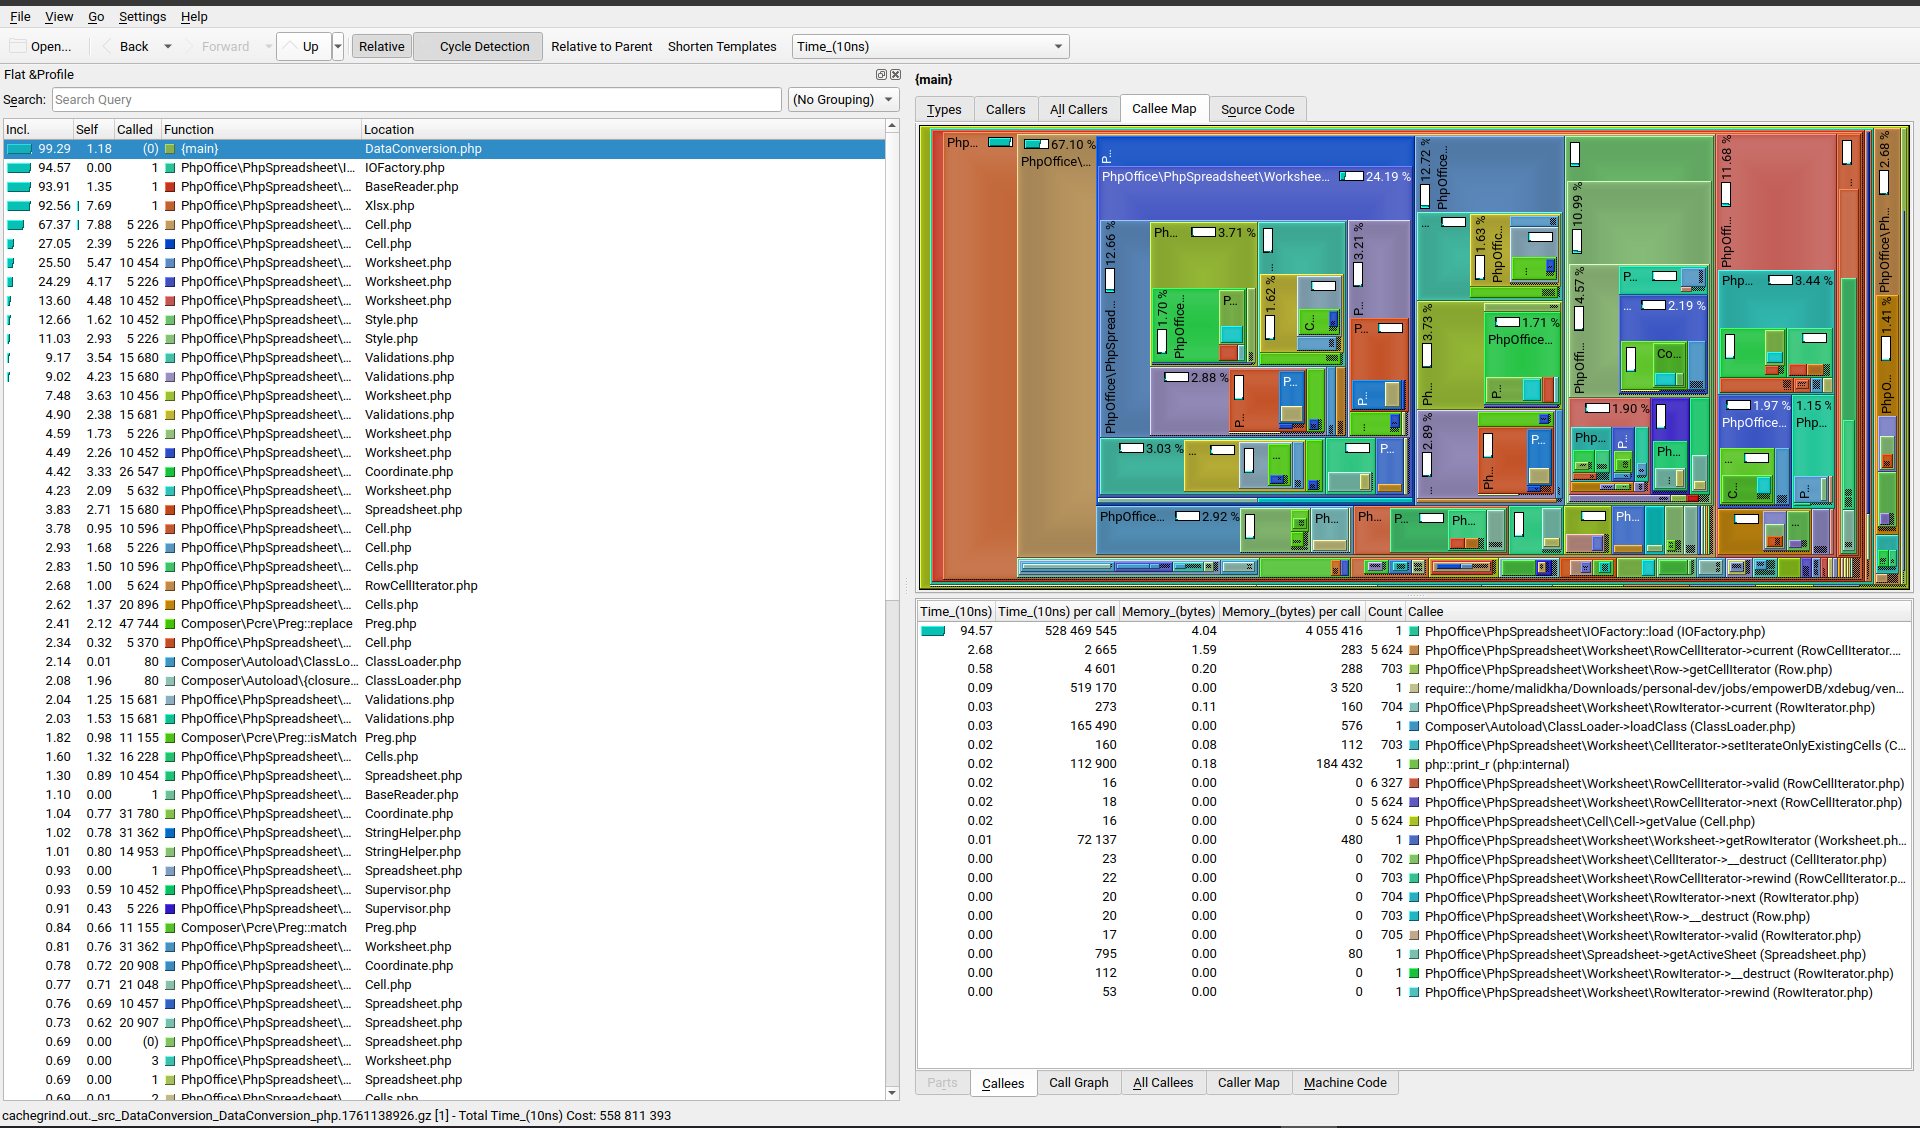 File View Go Settings Help
Open... Back Forward Up Relative Cycle Detection Relative to Parent Shorten Templates Time_(10ns)
Flat &Profile
Search: Search Query (No Grouping)
Incl. Self Called Function Location
99.29 1.18 (0) {main} DataConversion.php
94.57 0.00 1 PhpOffice\PhpSpreadsheet\I... IOFactory.php
93.91 1.35 1 PhpOffice\PhpSpreadsheet\... BaseReader.php
92.56 7.69 1 PhpOffice\PhpSpreadsheet\... Xlsx.php
67.37 7.88 5 226 PhpOffice\PhpSpreadsheet\... Cell.php
27.05 2.39 5 226 PhpOffice\PhpSpreadsheet\... Cell.php
25.50 5.47 10 454 PhpOffice\PhpSpreadsheet\... Worksheet.php
24.29 4.17 5 226 PhpOffice\PhpSpreadsheet\... Worksheet.php
13.60 4.48 10 452 PhpOffice\PhpSpreadsheet\... Worksheet.php
12.66 1.62 10 452 PhpOffice\PhpSpreadsheet\... Style.php
11.03 2.93 5 226 PhpOffice\PhpSpreadsheet\... Style.php
9.17 3.54 15 680 PhpOffice\PhpSpreadsheet\... Validations.php
9.02 4.23 15 680 PhpOffice\PhpSpreadsheet\... Validations.php
7.48 3.63 10 456 PhpOffice\PhpSpreadsheet\... Worksheet.php
4.90 2.38 15 681 PhpOffice\PhpSpreadsheet\... Validations.php
4.59 1.73 5 226 PhpOffice\PhpSpreadsheet\... Worksheet.php
4.49 2.26 10 452 PhpOffice\PhpSpreadsheet\... Worksheet.php
4.42 3.33 26 547 PhpOffice\PhpSpreadsheet\... Coordinate.php
4.23 2.09 5 632 PhpOffice\PhpSpreadsheet\... Worksheet.php
3.83 2.71 15 680 PhpOffice\PhpSpreadsheet\... Spreadsheet.php
3.78 0.95 10 596 PhpOffice\PhpSpreadsheet\... Cell.php
2.93 1.68 5 226 PhpOffice\PhpSpreadsheet\... Cell.php
2.83 1.50 10 596 PhpOffice\PhpSpreadsheet\... Cells.php
2.68 1.00 5 624 PhpOffice\PhpSpreadsheet\... RowCellIterator.php
2.62 1.37 20 896 PhpOffice\PhpSpreadsheet\... Cells.php
2.41 2.12 47 744 Composer\Pcre\Preg::replace Preg.php
2.34 0.32 5 370 PhpOffice\PhpSpreadsheet\... Cell.php
2.14 0.01 80 Composer\Autoload\ClassLo... ClassLoader.php
2.08 1.96 80 Composer\Autoload\{closure... ClassLoader.php
2.04 1.25 15 681 PhpOffice\PhpSpreadsheet\... Validations.php
2.03 1.53 15 681 PhpOffice\PhpSpreadsheet\... Validations.php
1.82 0.98 11 155 Composer\Pcre\Preg::isMatch Preg.php
1.60 1.32 16 228 PhpOffice\PhpSpreadsheet\... Cells.php
1.30 0.89 10 454 PhpOffice\PhpSpreadsheet\... Spreadsheet.php
1.10 0.00 1 PhpOffice\PhpSpreadsheet\... BaseReader.php
1.04 0.77 31 780 PhpOffice\PhpSpreadsheet\... Coordinate.php
1.02 0.78 31 362 PhpOffice\PhpSpreadsheet\... StringHelper.php
1.01 0.80 14 953 PhpOffice\PhpSpreadsheet\... StringHelper.php
0.93 0.00 1 PhpOffice\PhpSpreadsheet\... Spreadsheet.php
0.93 0.59 10 452 PhpOffice\PhpSpreadsheet\... Supervisor.php
0.91 0.43 5 226 PhpOffice\PhpSpreadsheet\... Supervisor.php
0.84 0.66 11 155 Composer\Pcre\Preg::match Preg.php
0.81 0.76 31 362 PhpOffice\PhpSpreadsheet\... Worksheet.php
0.78 0.72 20 908 PhpOffice\PhpSpreadsheet\... Coordinate.php
0.77 0.71 21 048 PhpOffice\PhpSpreadsheet\... Cell.php
0.76 0.69 10 457 PhpOffice\PhpSpreadsheet\... Spreadsheet.php
0.73 0.62 20 907 PhpOffice\PhpSpreadsheet\... Spreadsheet.php
0.69 0.00 (0) PhpOffice\PhpSpreadsheet\... Spreadsheet.php
0.69 0.00 3 PhpOffice\PhpSpreadsheet\... Worksheet.php
0.69 0.00 1 PhpOffice\PhpSpreadsheet\... Spreadsheet.php
0.69 0.01 2 PhpOffice\PhpSpreadsheet\... Cells.php
{main}
Types Callers All Callers Callee Map Source Code
Php... 67.10 %
PhpOffice\...
P...
PhpOffice\PhpSpreadsheet\Workshee... 24.19 %
12.66 %
PhpOffice\PhpSpread...
Ph... 3.71 %
1.70 %
PhpOffice...
P...
1.62 %
C...
3.21 %
P...
P...
P...
2.88 %
P...
P...
3.03 %
...
P...
PhpOffice... 2.92 %
Ph...
12.72 %
PhpOffice...
1.63 %
PhpOffic...
3.73 %
Ph...
1.71 %
PhpOffice...
P...
2.89 %
Ph...
P...
Ph... P... Ph...
10.99 %
4.57 %
PhpOffi...
P...
... 2.19 %
Co...
1.90 %
Php...
P...
Ph...
Ph...
11.68 %
PhpOffi...
Php... 3.44 %
1.97 %
PhpOffice...
C...
1.15 %
Php...
P...
2.68 %
PhpOffice\Ph...
1.41 %
PhpO...
Time_(10ns) Time_(10ns) per call Memory_(bytes) Memory_(bytes) per call Count Callee
94.57 528 469 545 4.04 4 055 416 1 PhpOffice\PhpSpreadsheet\IOFactory::load (IOFactory.php)
2.68 2 665 1.59 283 5 624 PhpOffice\PhpSpreadsheet\Worksheet\RowCellIterator->current (RowCellIterator....
0.58 4 601 0.20 288 703 PhpOffice\PhpSpreadsheet\Worksheet\Row->getCellIterator (Row.php)
0.09 519 170 0.00 3 520 1 require::/home/malidkha/Downloads/personal-dev/jobs/empowerDB/xdebug/ven...
0.03 273 0.11 160 704 PhpOffice\PhpSpreadsheet\Worksheet\RowIterator->current (RowIterator.php)
0.03 165 490 0.00 576 1 Composer\Autoload\ClassLoader->loadClass (ClassLoader.php)
0.02 160 0.08 112 703 PhpOffice\PhpSpreadsheet\Worksheet\CellIterator->setIterateOnlyExistingCells (C...
0.02 112 900 0.18 184 432 1 php::print_r (php:internal)
0.02 16 0.00 0 6 327 PhpOffice\PhpSpreadsheet\Worksheet\RowCellIterator->valid (RowCellIterator.php)
0.02 18 0.00 0 5 624 PhpOffice\PhpSpreadsheet\Worksheet\RowCellIterator->next (RowCellIterator.php)
0.02 16 0.00 0 5 624 PhpOffice\PhpSpreadsheet\Cell\Cell->getValue (Cell.php)
0.01 72 137 0.00 480 1 PhpOffice\PhpSpreadsheet\Worksheet\Worksheet->getRowIterator (Worksheet.ph...
0.00 23 0.00 0 702 PhpOffice\PhpSpreadsheet\Worksheet\CellIterator->__destruct (CellIterator.php)
0.00 22 0.00 0 703 PhpOffice\PhpSpreadsheet\Worksheet\RowCellIterator->rewind (RowCellIterator.p...
0.00 20 0.00 0 704 PhpOffice\PhpSpreadsheet\Worksheet\RowIterator->next (RowIterator.php)
0.00 20 0.00 0 703 PhpOffice\PhpSpreadsheet\Worksheet\Row->__destruct (Row.php)
0.00 17 0.00 0 705 PhpOffice\PhpSpreadsheet\Worksheet\RowIterator->valid (RowIterator.php)
0.00 795 0.00 80 1 PhpOffice\PhpSpreadsheet\Spreadsheet->getActiveSheet (Spreadsheet.php)
0.00 112 0.00 0 1 PhpOffice\PhpSpreadsheet\Worksheet\RowIterator->__destruct (RowIterator.php)
0.00 53 0.00 0 1 PhpOffice\PhpSpreadsheet\Worksheet\RowIterator->rewind (RowIterator.php)
Parts Callees Call Graph All Callees Caller Map Machine Code
cachegrind.out._src_DataConversion_DataConversion_php.1761138926.gz [1] - Total Time_(10ns) Cost: 558 811 393